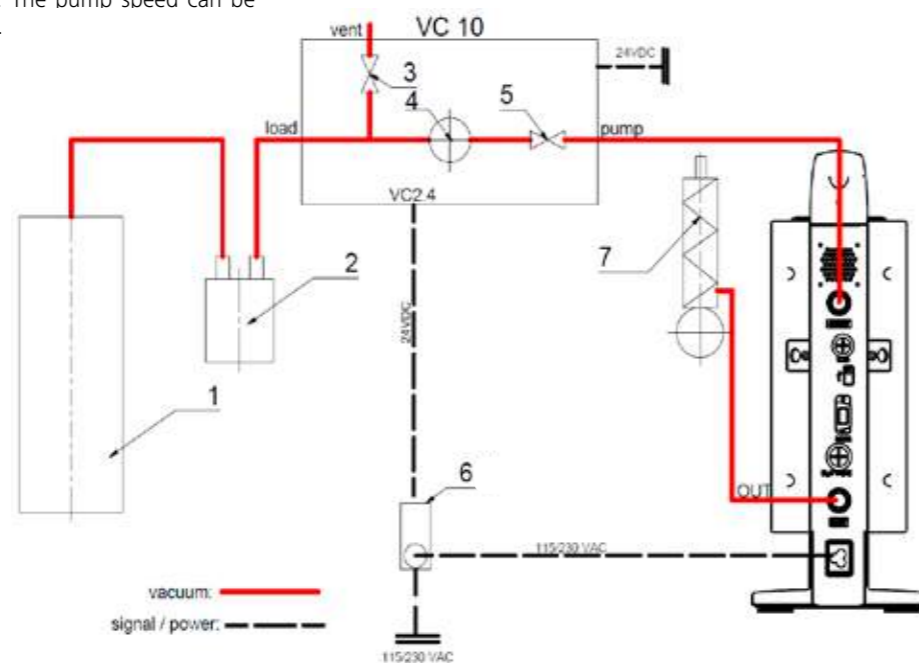 The pump speed can be
vent
VC 10
24VDC
3
4
5
load
pump
VC2.4
2
7
24VDC
1
6
OUT
115/230 VAC
vacuum:
signal / power:
115/230 VAC